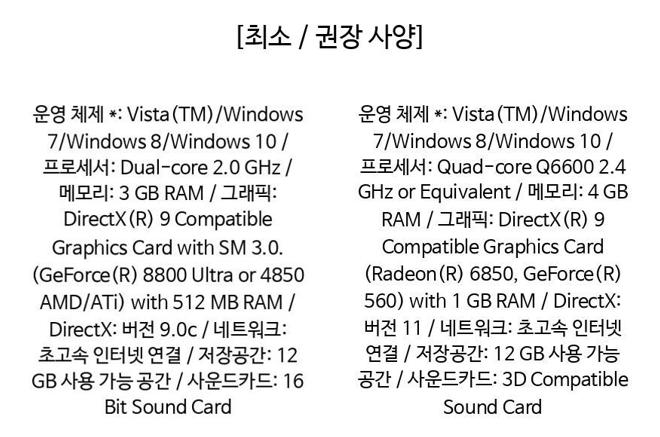 [최소 / 권장 사양]
운영 체제 *: Vista(TM)/Windows
7/Windows 8/Windows 10 /
프로세서: Dual-core 2.0 GHz /
메모리: 3 GB RAM / 그래픽:
DirectX(R) 9 Compatible
Graphics Card with SM 3.0.
(GeForce(R) 8800 Ultra or 4850
AMD/ATi) with 512 MB RAM /
DirectX: 버전 9.0c / 네트워크:
초고속 인터넷 연결 / 저장공간: 12
GB 사용 가능 공간 / 사운드카드: 16
Bit Sound Card
운영 체제 *: Vista(TM)/Windows
7/Windows 8/Windows 10 /
프로세서: Quad-core Q6600 2.4
GHz or Equivalent / 메모리: 4 GB
RAM / 그래픽: DirectX(R) 9
Compatible Graphics Card
(Radeon(R) 6850, GeForce(R)
560) with 1 GB RAM / DirectX:
버전 11 / 네트워크: 초고속 인터넷
연결 / 저장공간: 12 GB 사용 가능
공간 / 사운드카드: 3D Compatible
Sound Card